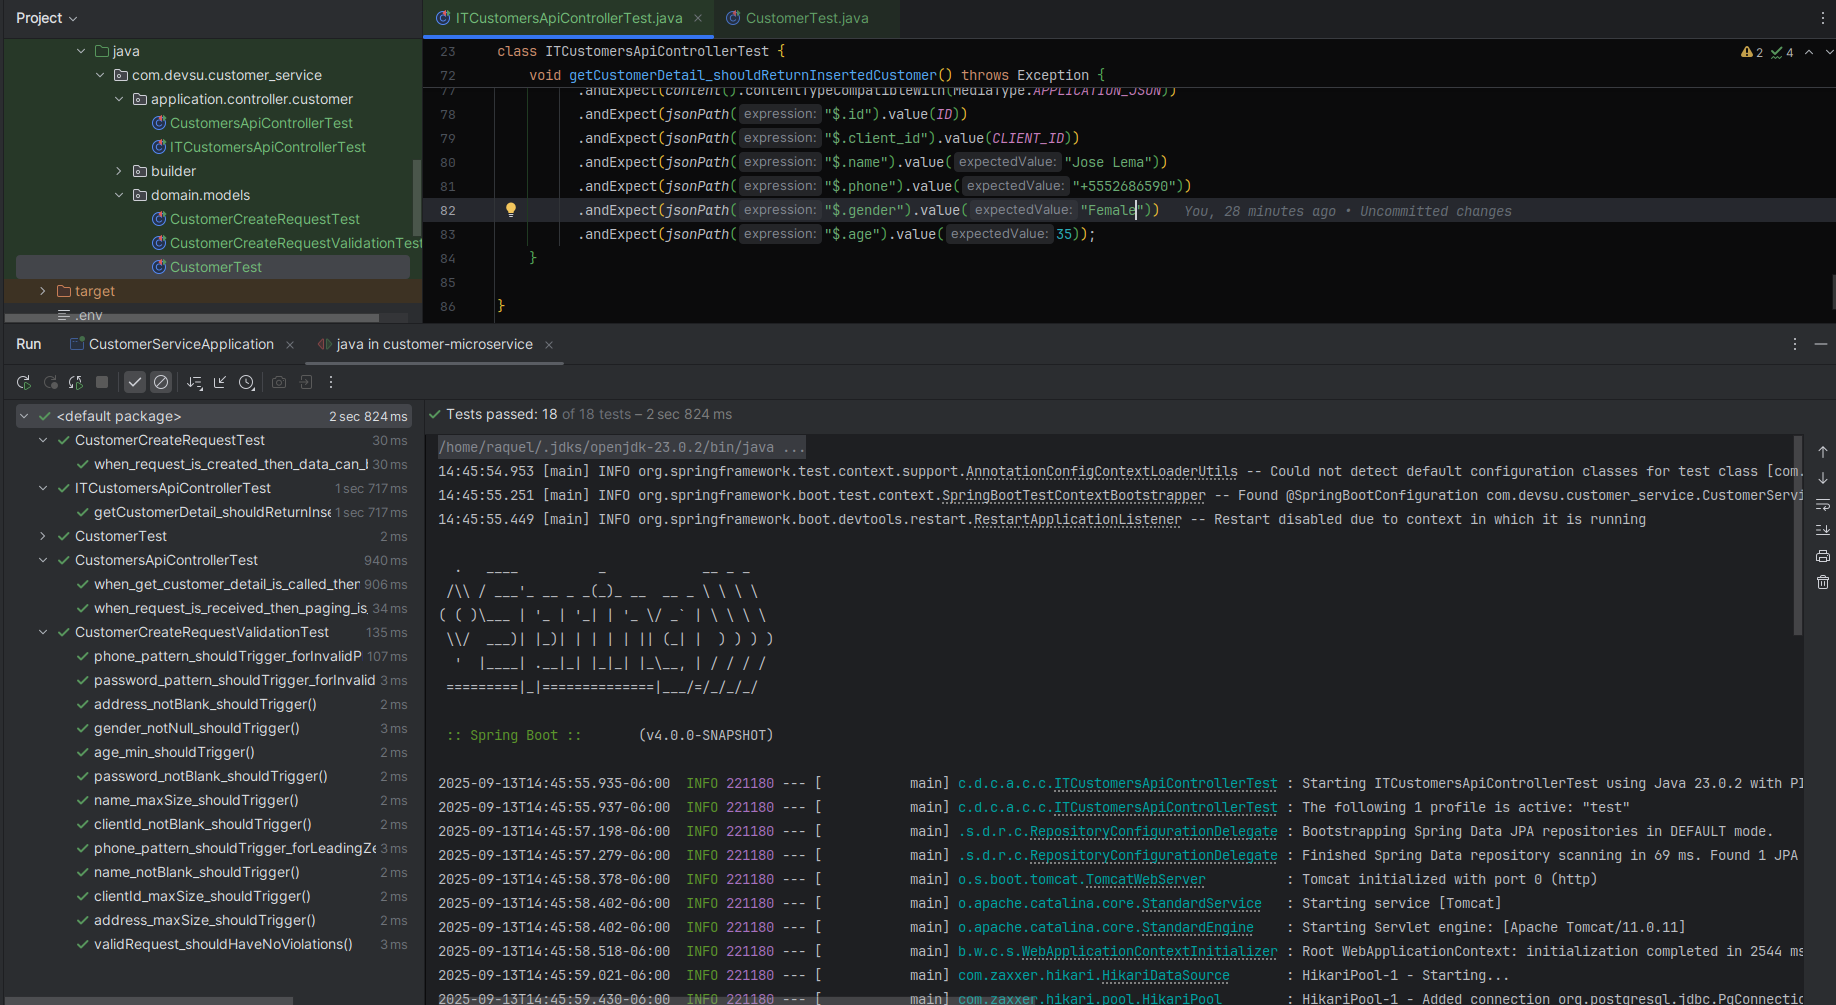 Project
ITCustomersApiControllerTest.java
CustomerTest.java
java
com.devsu.customer_service
application.controller.customer
CustomersApiControllerTest
ITCustomersApiControllerTest
builder
domain.models
CustomerCreateRequestTest
CustomerCreateRequestValidationTest
CustomerTest
target
.env
2 4
23 class ITCustomersApiControllerTest {
72 void getCustomerDetail_shouldReturnInsertedCustomer() throws Exception {
77 .andExpect(content().contentTypeCompatibleWith(MediaType.APPLICATION_JSON))
78 .andExpect(jsonPath( expression: "$.id").value(ID))
79 .andExpect(jsonPath( expression: "$.client_id").value(CLIENT_ID))
80 .andExpect(jsonPath( expression: "$.name").value( expectedValue: "Jose Lema"))
81 .andExpect(jsonPath( expression: "$.phone").value( expectedValue: "+5552686590"))
82 .andExpect(jsonPath( expression: "$.gender").value( expectedValue: "Female")) You, 28 minutes ago • Uncommitted changes
83 .andExpect(jsonPath( expression: "$.age").value( expectedValue: 35));
84 }
85
86 }
Run CustomerServiceApplication java in customer-microservice
<default package> 2 sec 824 ms
CustomerCreateRequestTest 30 ms
when_request_is_created_then_data_can_ 30 ms
ITCustomersApiControllerTest 1 sec 717 ms
getCustomerDetail_shouldReturnInse 1 sec 717 ms
CustomerTest 2 ms
CustomersApiControllerTest 940 ms
when_get_customer_detail_is_called_ther 906 ms
when_request_is_received_then_paging_is_ 34 ms
CustomerCreateRequestValidationTest 135 ms
phone_pattern_shouldTrigger_forInvalidP 107 ms
password_pattern_shouldTrigger_forInvalid 3 ms
address_notBlank_shouldTrigger() 2 ms
gender_notNull_shouldTrigger() 3 ms
age_min_shouldTrigger() 2 ms
password_notBlank_shouldTrigger() 2 ms
name_maxSize_shouldTrigger() 2 ms
clientId_notBlank_shouldTrigger() 2 ms
phone_pattern_shouldTrigger_forLeadingZe 3 ms
name_notBlank_shouldTrigger() 2 ms
clientId_maxSize_shouldTrigger() 2 ms
address_maxSize_shouldTrigger() 2 ms
validRequest_shouldHaveNoViolations() 3 ms
Tests passed: 18 of 18 tests – 2 sec 824 ms
/home/raquel/.jdks/openjdk-23.0.2/bin/java ...
14:45:54.953 [main] INFO org.springframework.test.context.support.AnnotationConfigContextLoaderUtils -- Could not detect default configuration classes for test class [com.
14:45:55.251 [main] INFO org.springframework.boot.test.context.SpringBootTestContextBootstrapper -- Found @SpringBootConfiguration com.devsu.customer_service.CustomerServi
14:45:55.449 [main] INFO org.springframework.boot.devtools.restart.RestartApplicationListener -- Restart disabled due to context in which it is running
  .   ____          _            __ _ _
 /\\ / ___'_ __ _ _(_)_ __  __ _ \ \ \ \
( ( )\___ | '_ | '_| | '_ \/ _` | \ \ \ \
 \\/  ___)| |_)| | | | | || (_| |  ) ) ) )
  '  |____| .__|_| |_|_| |_\__, | / / / /
 =========|_|==============|___/=/_/_/_/
:: Spring Boot :: (v4.0.0-SNAPSHOT)
2025-09-13T14:45:55.935-06:00 INFO 221180 --- [ main] c.d.c.a.c.c.ITCustomersApiControllerTest : Starting ITCustomersApiControllerTest using Java 23.0.2 with PI
2025-09-13T14:45:55.937-06:00 INFO 221180 --- [ main] c.d.c.a.c.c.ITCustomersApiControllerTest : The following 1 profile is active: "test"
2025-09-13T14:45:57.198-06:00 INFO 221180 --- [ main] .s.d.r.c.RepositoryConfigurationDelegate : Bootstrapping Spring Data JPA repositories in DEFAULT mode.
2025-09-13T14:45:57.279-06:00 INFO 221180 --- [ main] .s.d.r.c.RepositoryConfigurationDelegate : Finished Spring Data repository scanning in 69 ms. Found 1 JPA
2025-09-13T14:45:58.378-06:00 INFO 221180 --- [ main] o.s.boot.tomcat.TomcatWebServer : Tomcat initialized with port 0 (http)
2025-09-13T14:45:58.402-06:00 INFO 221180 --- [ main] o.apache.catalina.core.StandardService : Starting service [Tomcat]
2025-09-13T14:45:58.402-06:00 INFO 221180 --- [ main] o.apache.catalina.core.StandardEngine : Starting Servlet engine: [Apache Tomcat/11.0.11]
2025-09-13T14:45:58.518-06:00 INFO 221180 --- [ main] b.w.c.s.WebApplicationContextInitializer : Root WebApplicationContext: initialization completed in 2544 ms
2025-09-13T14:45:59.021-06:00 INFO 221180 --- [ main] com.zaxxer.hikari.HikariDataSource : HikariPool-1 - Starting...
2025-09-13T14:45:59.430-06:00 INFO 221180 --- [ main] com.zaxxer.hikari.pool.HikariPool : HikariPool-1 - Added connection org.postgresql.jdbc.PgConnectio